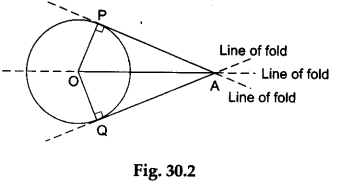 P
Line of fold
O
A
Line of fold
Line of fold
Q
Fig. 30.2